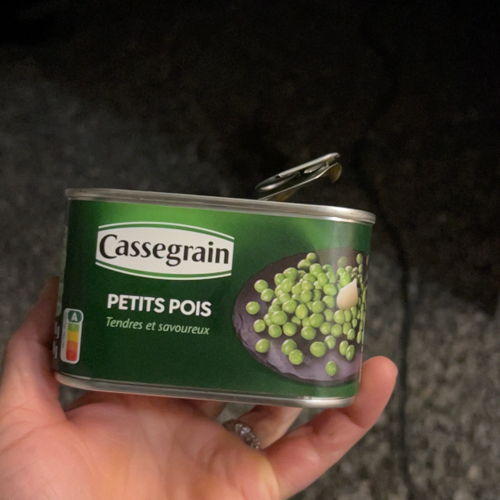 Cassegrain
PETITS POIS
Tendres et savoureux
A